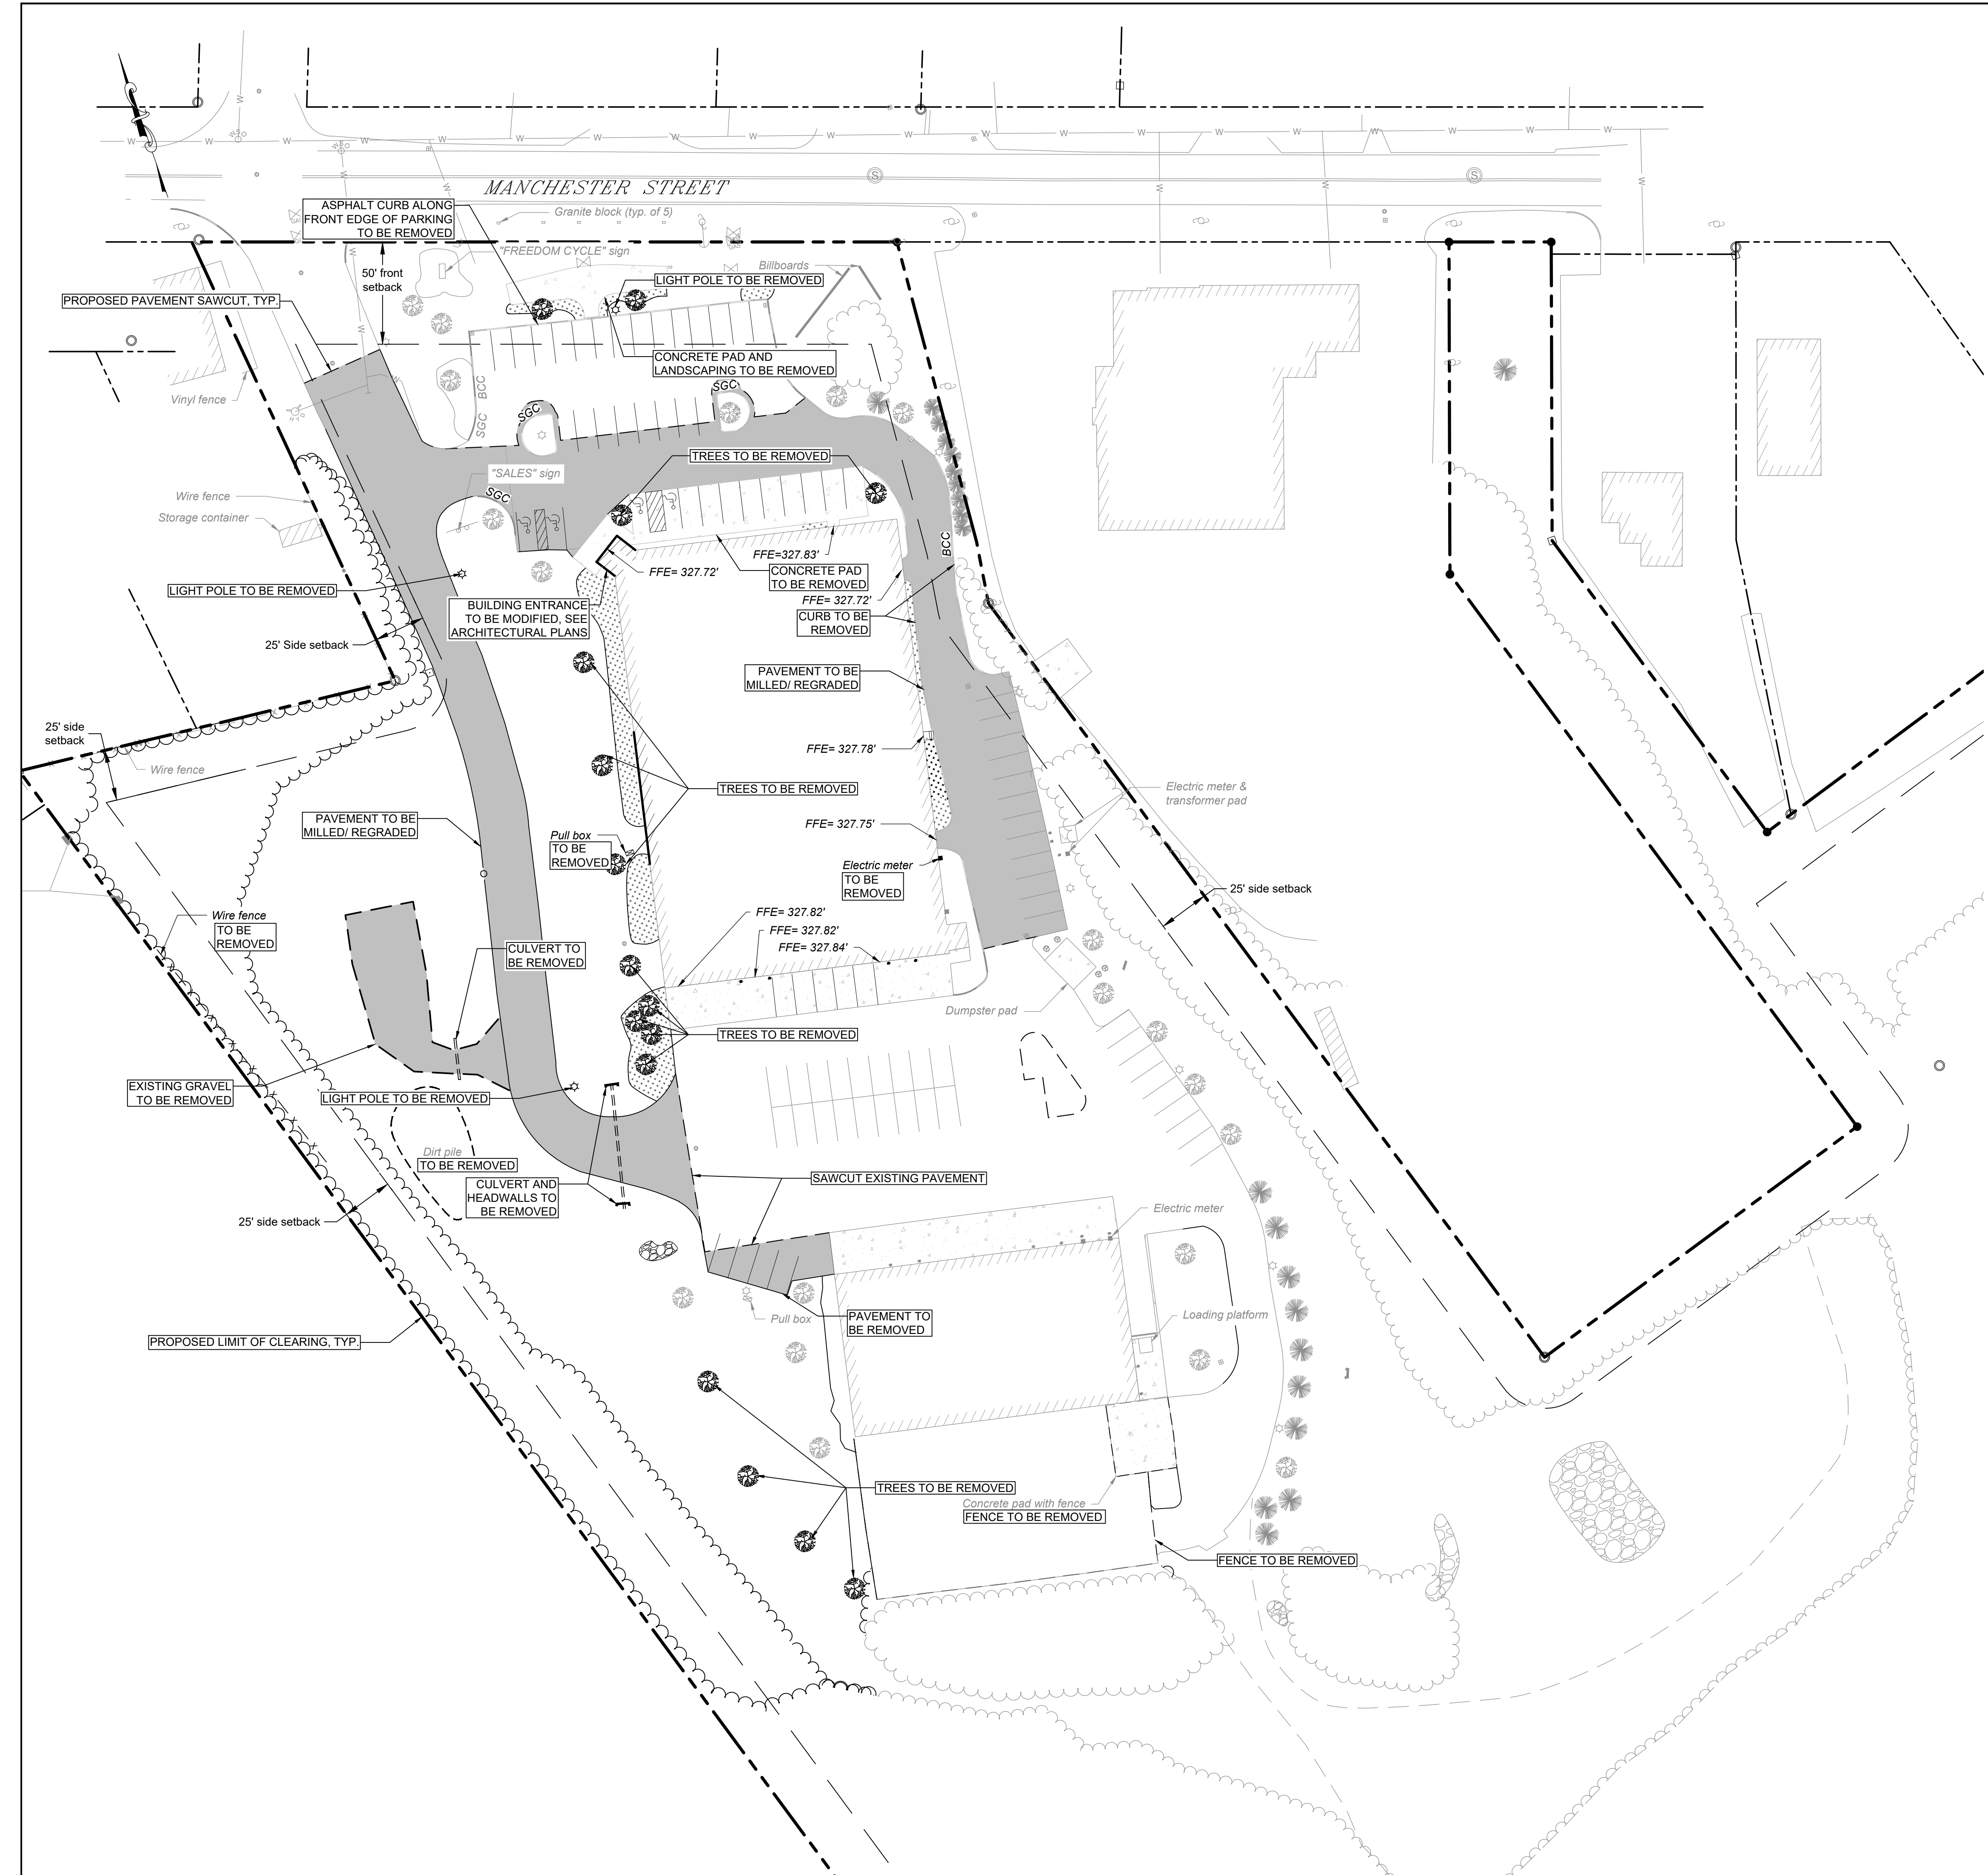 MANCHESTER STREET
ASPHALT CURB ALONG
FRONT EDGE OF PARKING
TO BE REMOVED
Granite block (typ. of 5)
"FREEDOM CYCLE" sign
50' front
setback
Billboards
LIGHT POLE TO BE REMOVED
PROPOSED PAVEMENT SAWCUT, TYP.
CONCRETE PAD AND
LANDSCAPING TO BE REMOVED
Vinyl fence
SGC
BCC
SGC
SGC
TREES TO BE REMOVED
"SALES" sign
SGC
Wire fence
Storage container
BCC
FFE=327.83'
FFE= 327.72'
CONCRETE PAD
TO BE REMOVED
LIGHT POLE TO BE REMOVED
FFE= 327.72'
BUILDING ENTRANCE
TO BE MODIFIED, SEE
ARCHITECTURAL PLANS
CURB TO BE
REMOVED
25' Side setback
PAVEMENT TO BE
MILLED/ REGRADED
25' side
setback
Wire fence
FFE= 327.78'
TREES TO BE REMOVED
Electric meter &
transformer pad
PAVEMENT TO BE
MILLED/ REGRADED
FFE= 327.75'
Pull box
TO BE
REMOVED
Electric meter
TO BE
REMOVED
25' side setback
Wire fence
TO BE
REMOVED
FFE= 327.82'
FFE= 327.82'
FFE= 327.84'
CULVERT TO
BE REMOVED
Dumpster pad
TREES TO BE REMOVED
EXISTING GRAVEL
TO BE REMOVED
LIGHT POLE TO BE REMOVED
Dirt pile
TO BE REMOVED
SAWCUT EXISTING PAVEMENT
CULVERT AND
HEADWALLS TO
BE REMOVED
25' side setback
Electric meter
Pull box
PAVEMENT TO
BE REMOVED
Loading platform
PROPOSED LIMIT OF CLEARING, TYP.
TREES TO BE REMOVED
Concrete pad with fence
FENCE TO BE REMOVED
FENCE TO BE REMOVED